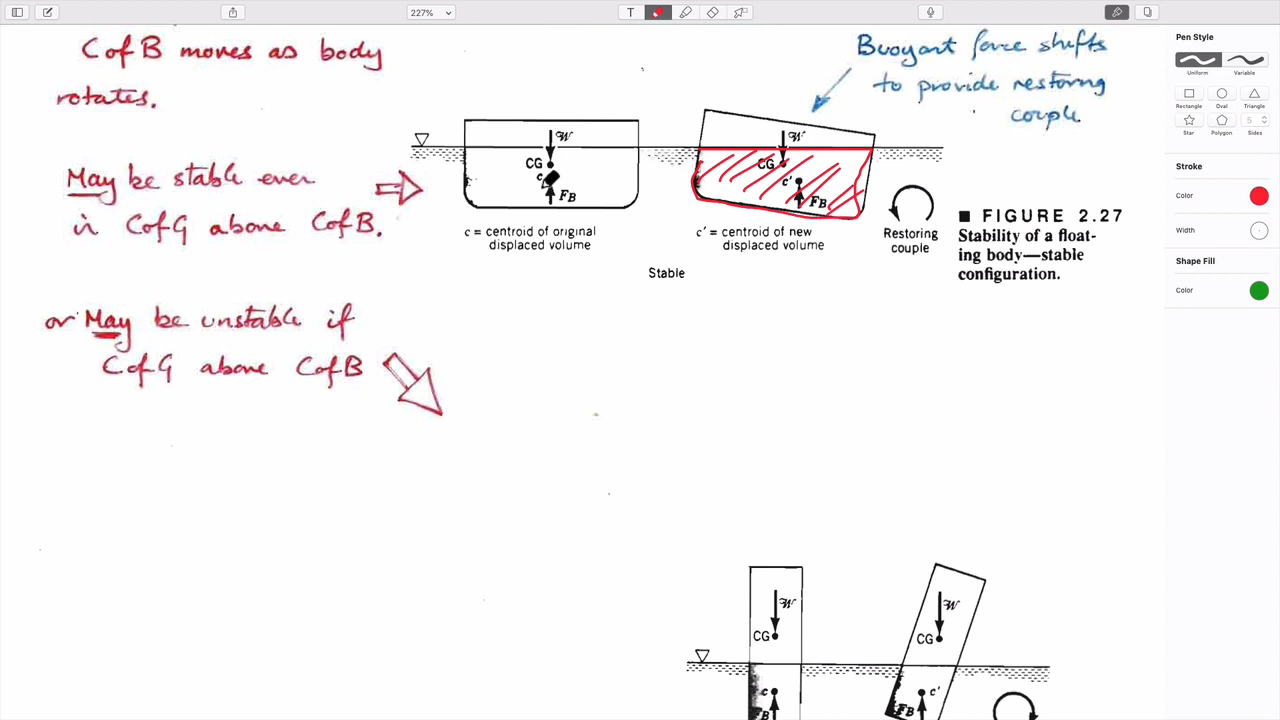 227%
T
Pen Style
Uniform
Variable
Rectangle
Oval
Triangle
Star
Polygon
5
Sides
Stroke
Color
Width
Shape Fill
Color
C of B moves as body
rotates.
Buoyant force shifts
to provide restoring
couple
May be stable even
in C of G above C of B.
W
CG
c
FB
c = centroid of original
displaced volume
W
CG
c'
FB
c' = centroid of new
displaced volume
Restoring
couple
Stable
■ FIGURE 2.27
Stability of a float-
ing body—stable
configuration.
or May be unstable if
C of G above C of B
W
CG
c
FB
W
CG
c'
FB